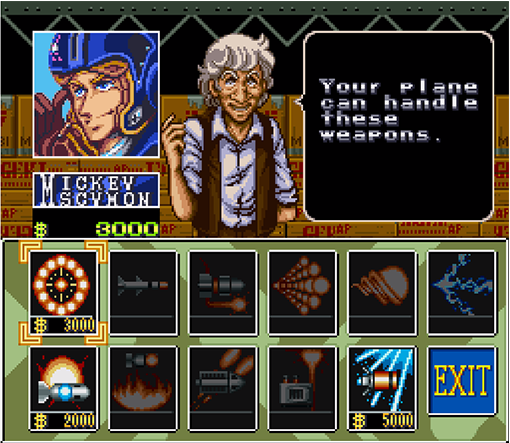 Your plane
can handle
these
weapons.
MICKEY
SCYMON
$ 3000
$ 3000
$ 2000
$ 5000
EXIT